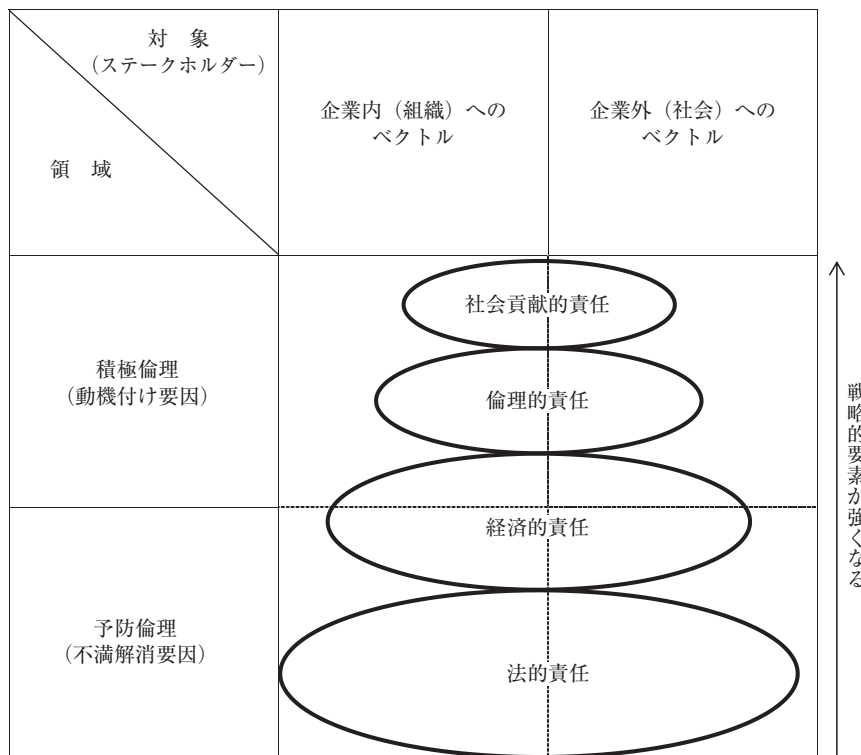 対　象
（ステークホルダー）
領　域
企業内（組織）への
ベクトル
企業外（社会）への
ベクトル
積極倫理
（動機付け要因）
社会貢献的責任
倫理的責任
経済的責任
予防倫理
（不満解消要因）
法的責任
戦略的要素が強くなる